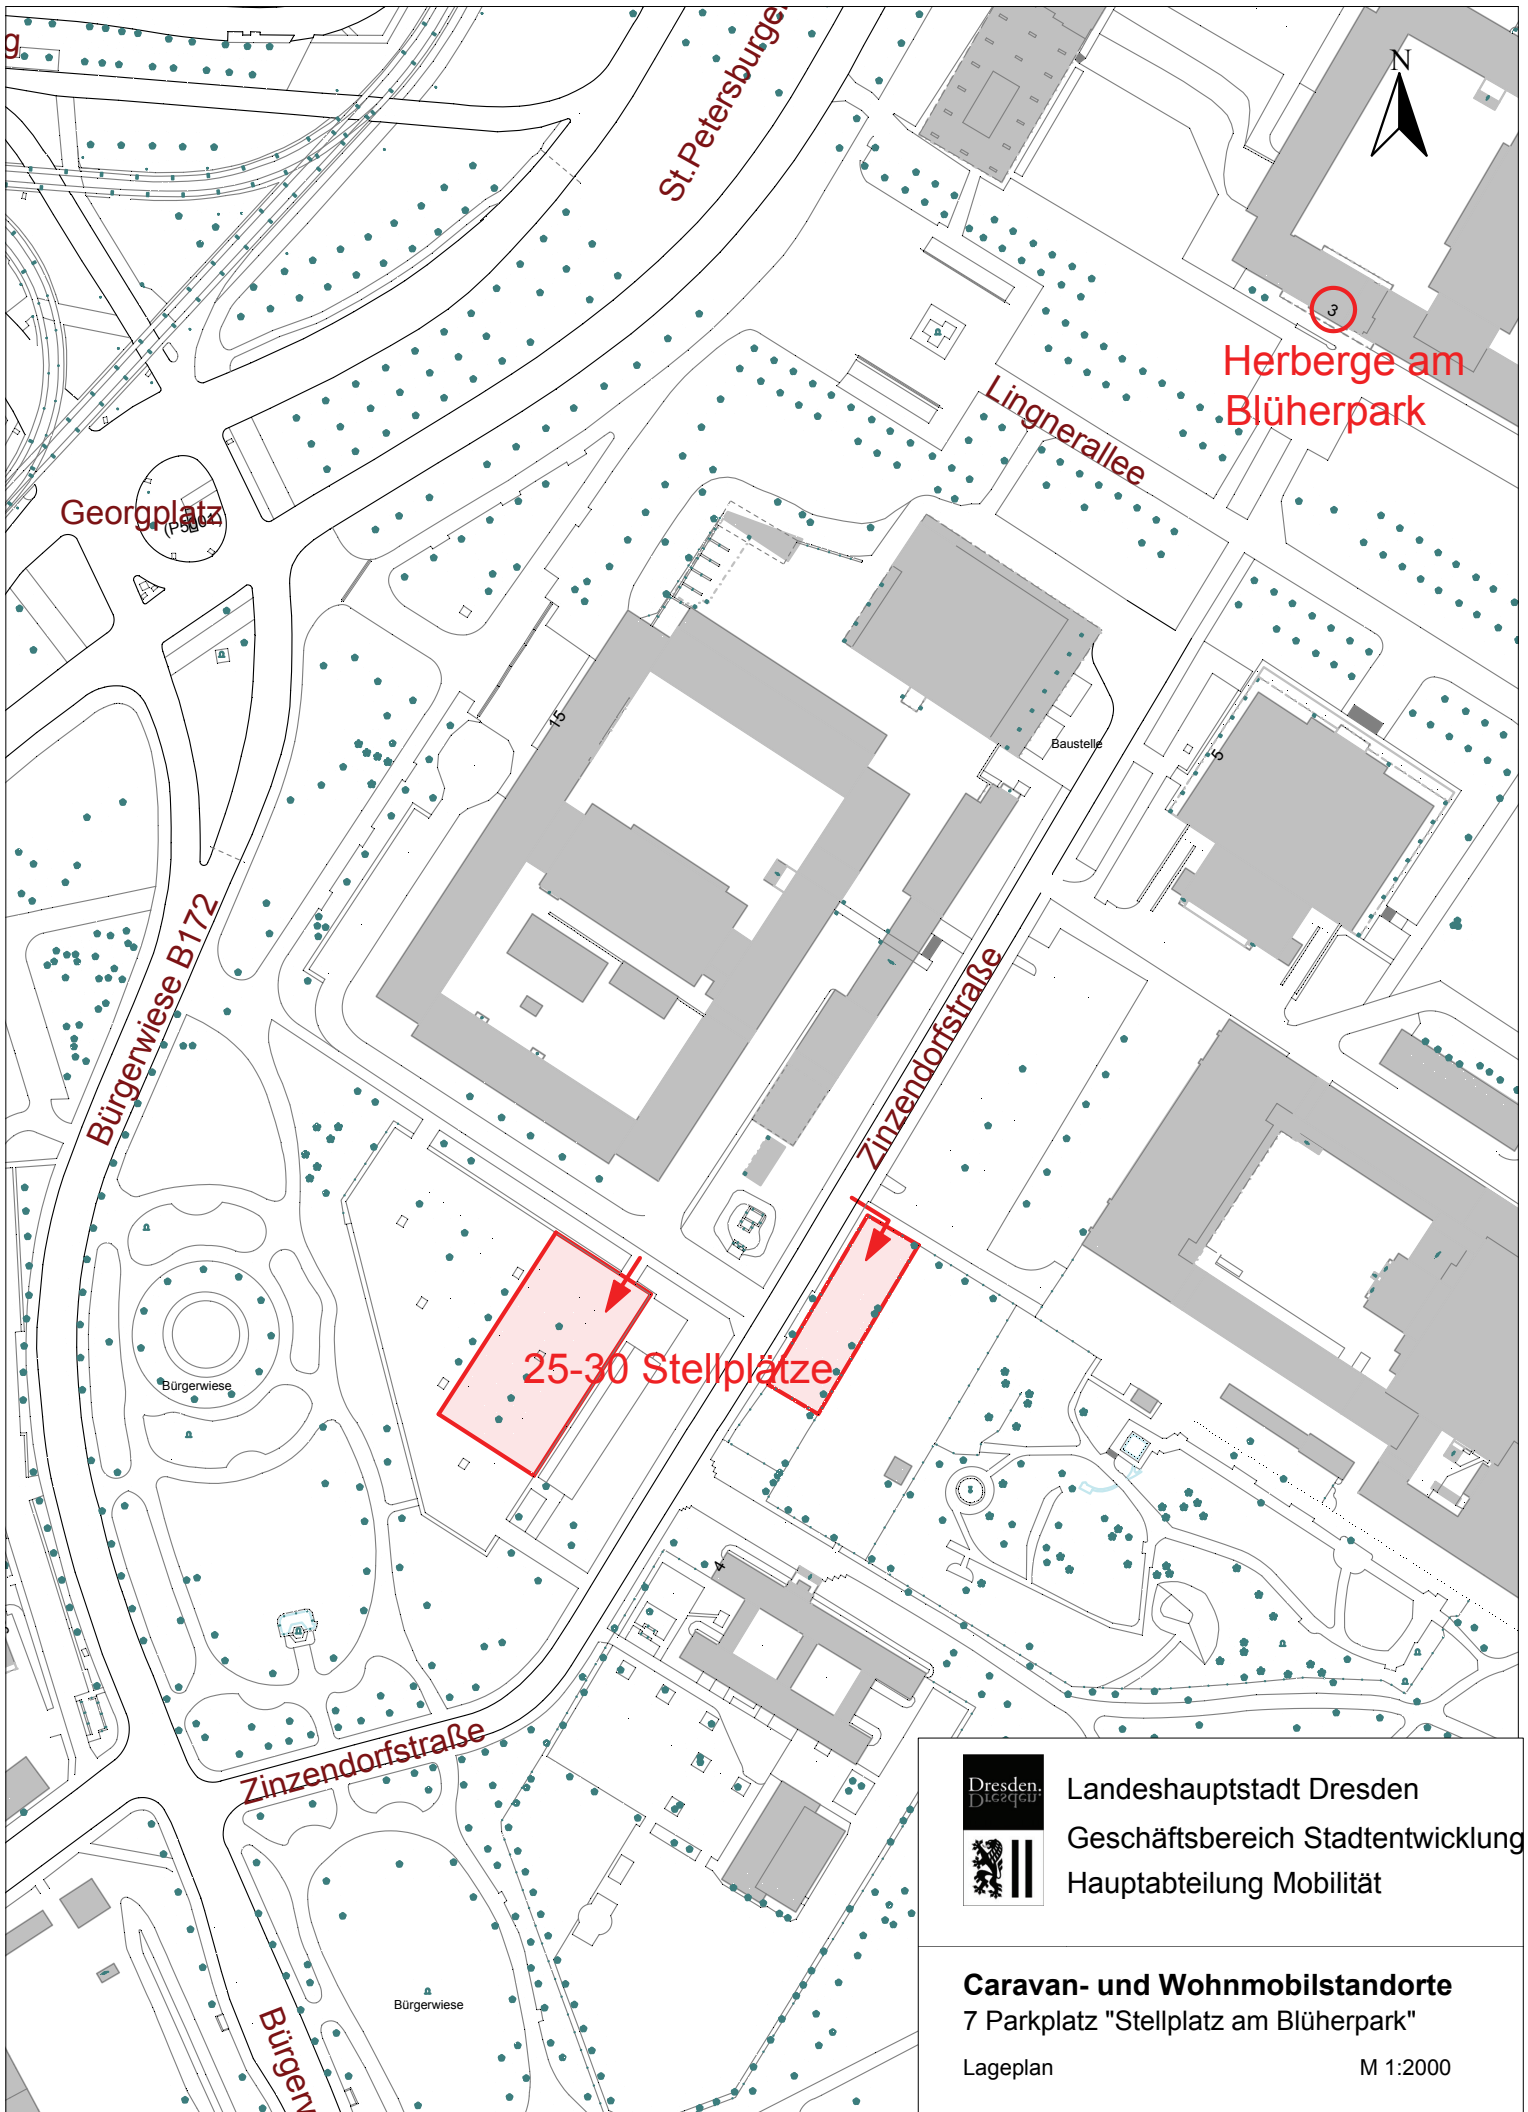 g
St.Petersburger
N
3
Herberge am
Blüherpark
Lingnerallee
Georgplatz
15
Baustelle
5
Bürgerwiese B172
Zinzendorfstraße
25-30 Stellplätze
Bürgerwiese
4
Zinzendorfstraße
Bürgerwiese
Bürgerw
Dresden.
Dresden.
Landeshauptstadt Dresden
Geschäftsbereich Stadtentwicklung
Hauptabteilung Mobilität
Caravan- und Wohnmobilstandorte
7 Parkplatz "Stellplatz am Blüherpark"
Lageplan M 1:2000